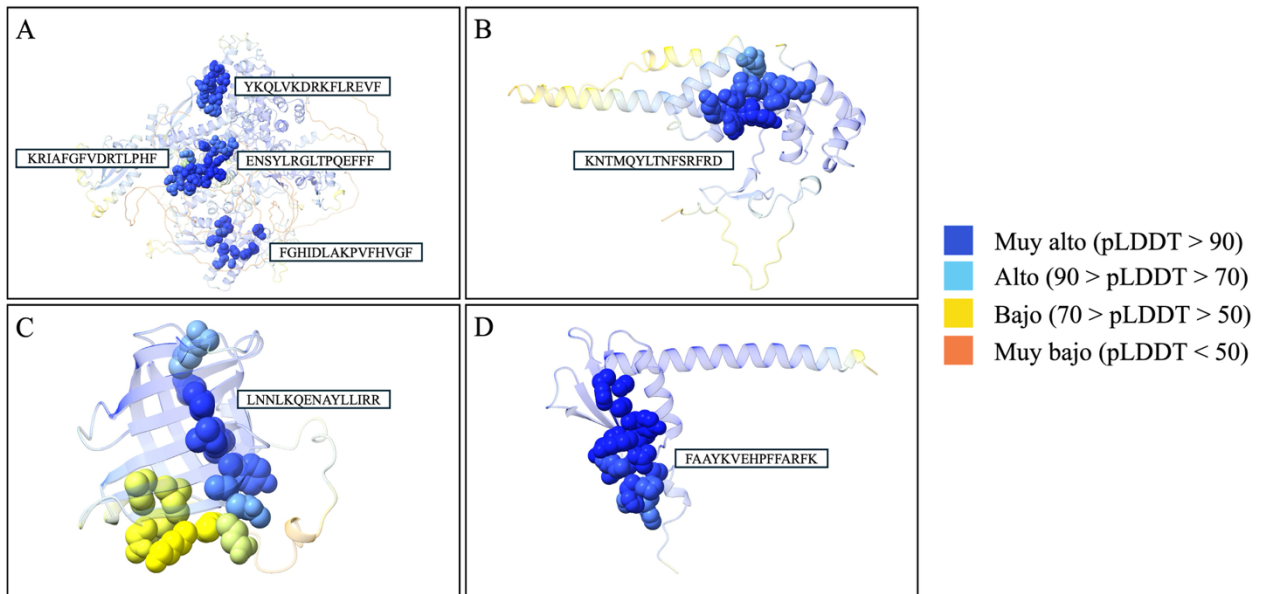 A
YKQLVKDRKFLREVF
KRIAFGFVDRTLPHF
ENSYLRGLTPQEFFF
FGHIDLAKPVFHVGF
B
KNTMQYLTNFSRFRD
C
LNNLKQENAYLLIRR
D
FAAYKVEHPFFARFK
Muy alto (pLDDT > 90)
Alto (90 > pLDDT > 70)
Bajo (70 > pLDDT > 50)
Muy bajo (pLDDT < 50)